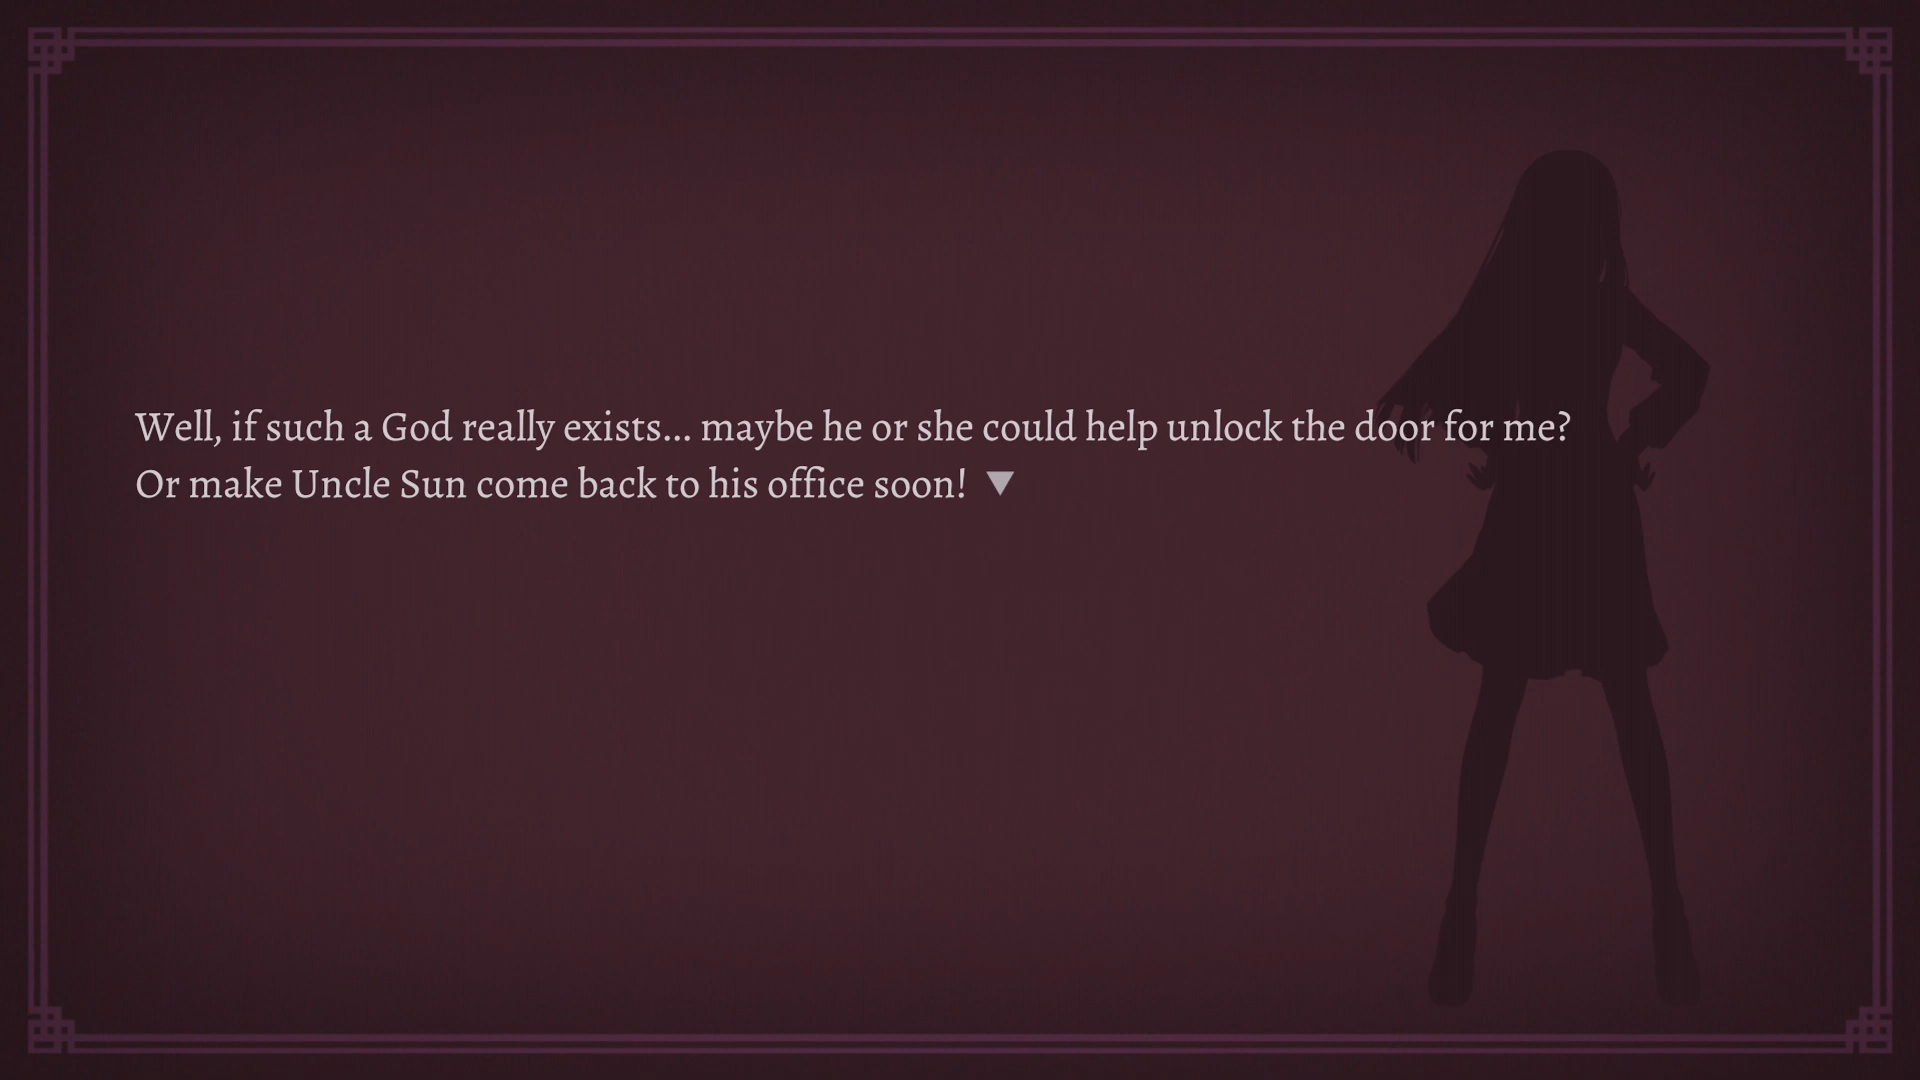 Well, if such a God really exists... maybe he or she could help unlock the door for me?
Or make Uncle Sun come back to his office soon!